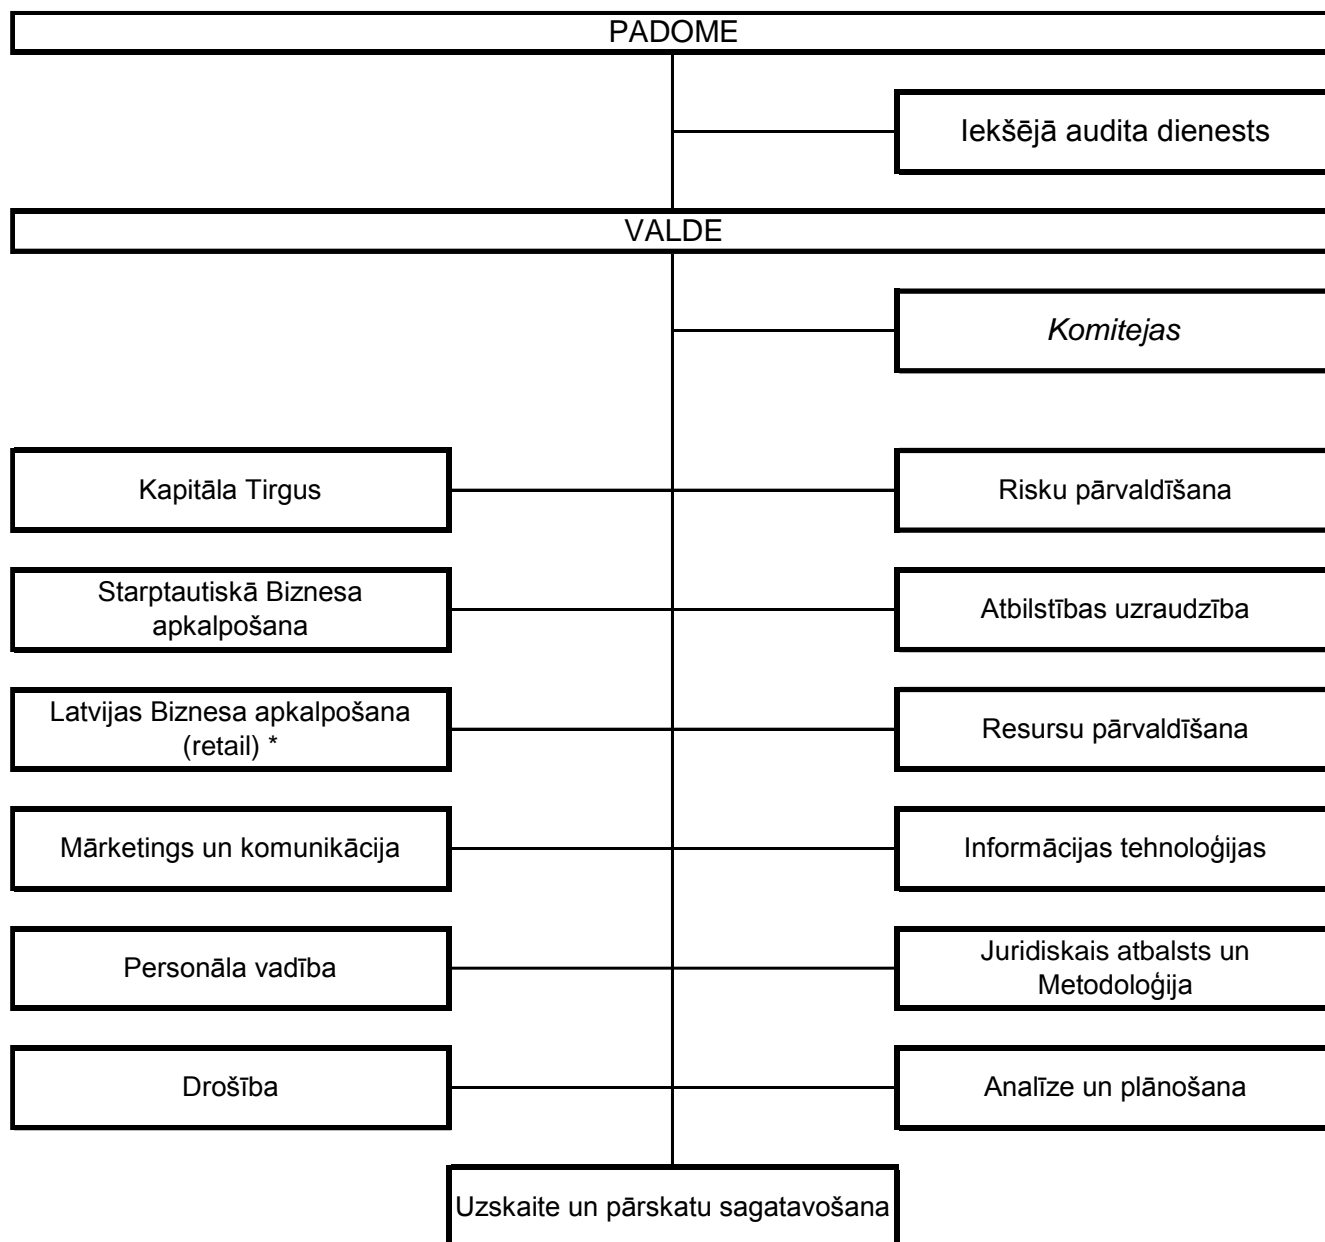 PADOME
Iekšējā audita dienests
VALDE
Komitejas
Kapitāla Tirgus
Risku pārvaldīšana
Starptautiskā Biznesa
apkalpošana
Atbilstības uzraudzība
Latvijas Biznesa apkalpošana
(retail) *
Resursu pārvaldīšana
Mārketings un komunikācija
Informācijas tehnoloģijas
Personāla vadība
Juridiskais atbalsts un
Metodoloģija
Drošība
Analīze un plānošana
Uzskaite un pārskatu sagatavošana